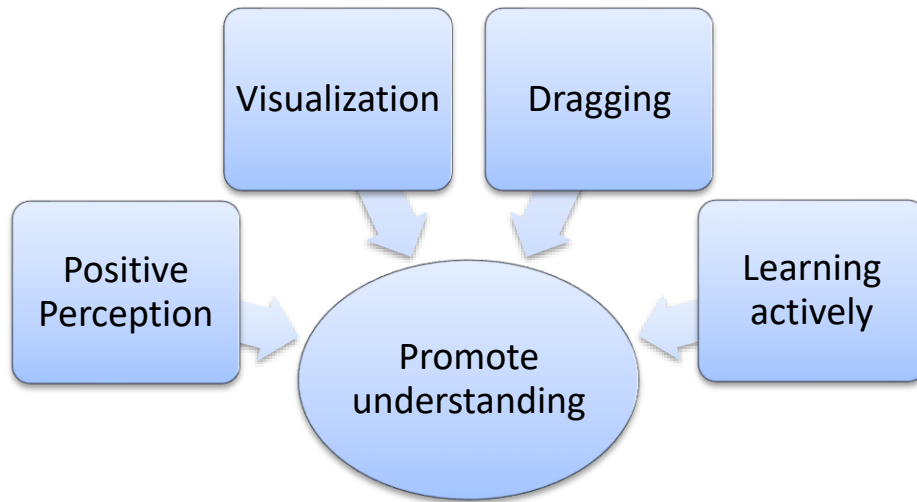 Visualization
Dragging
Positive
Perception
Learning
actively
Promote
understanding